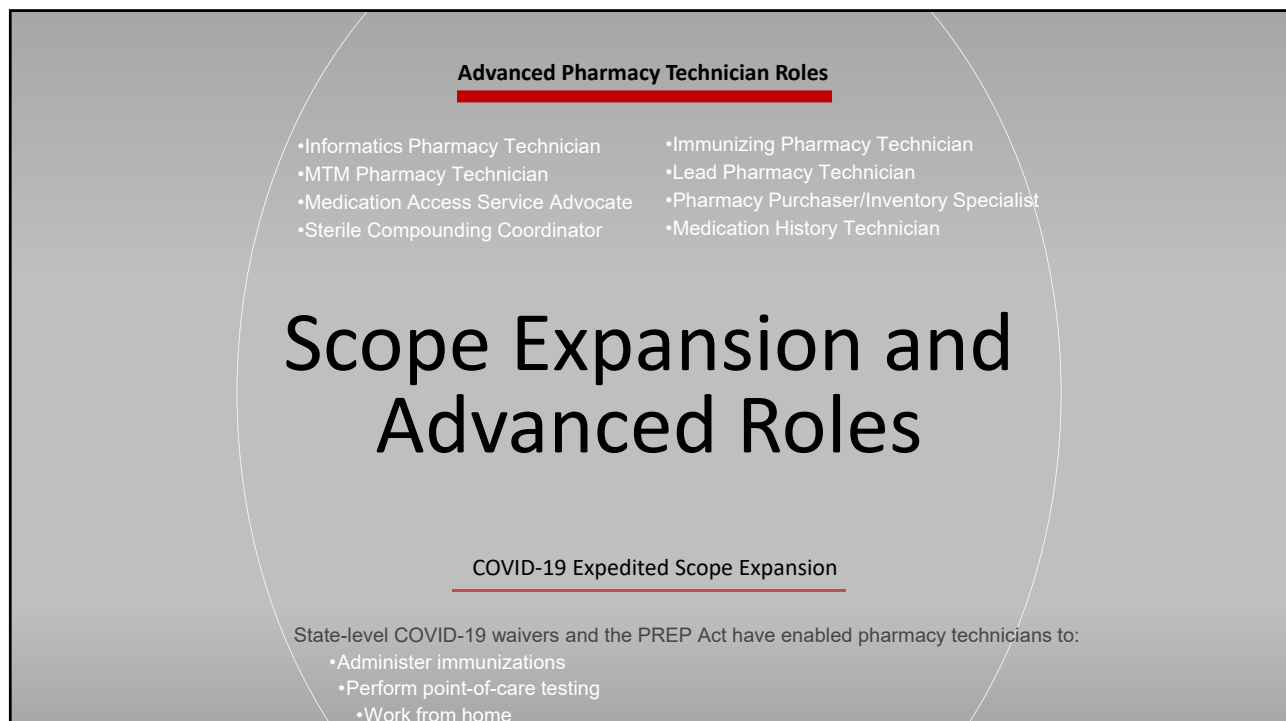 Advanced Pharmacy Technician Roles
•Informatics Pharmacy Technician
•MTM Pharmacy Technician
•Medication Access Service Advocate
•Sterile Compounding Coordinator
•Immunizing Pharmacy Technician
•Lead Pharmacy Technician
•Pharmacy Purchaser/Inventory Specialist
•Medication History Technician
Scope Expansion and
Advanced Roles
COVID-19 Expedited Scope Expansion
State-level COVID-19 waivers and the PREP Act have enabled pharmacy technicians to:
•Administer immunizations
•Perform point-of-care testing
•Work from home